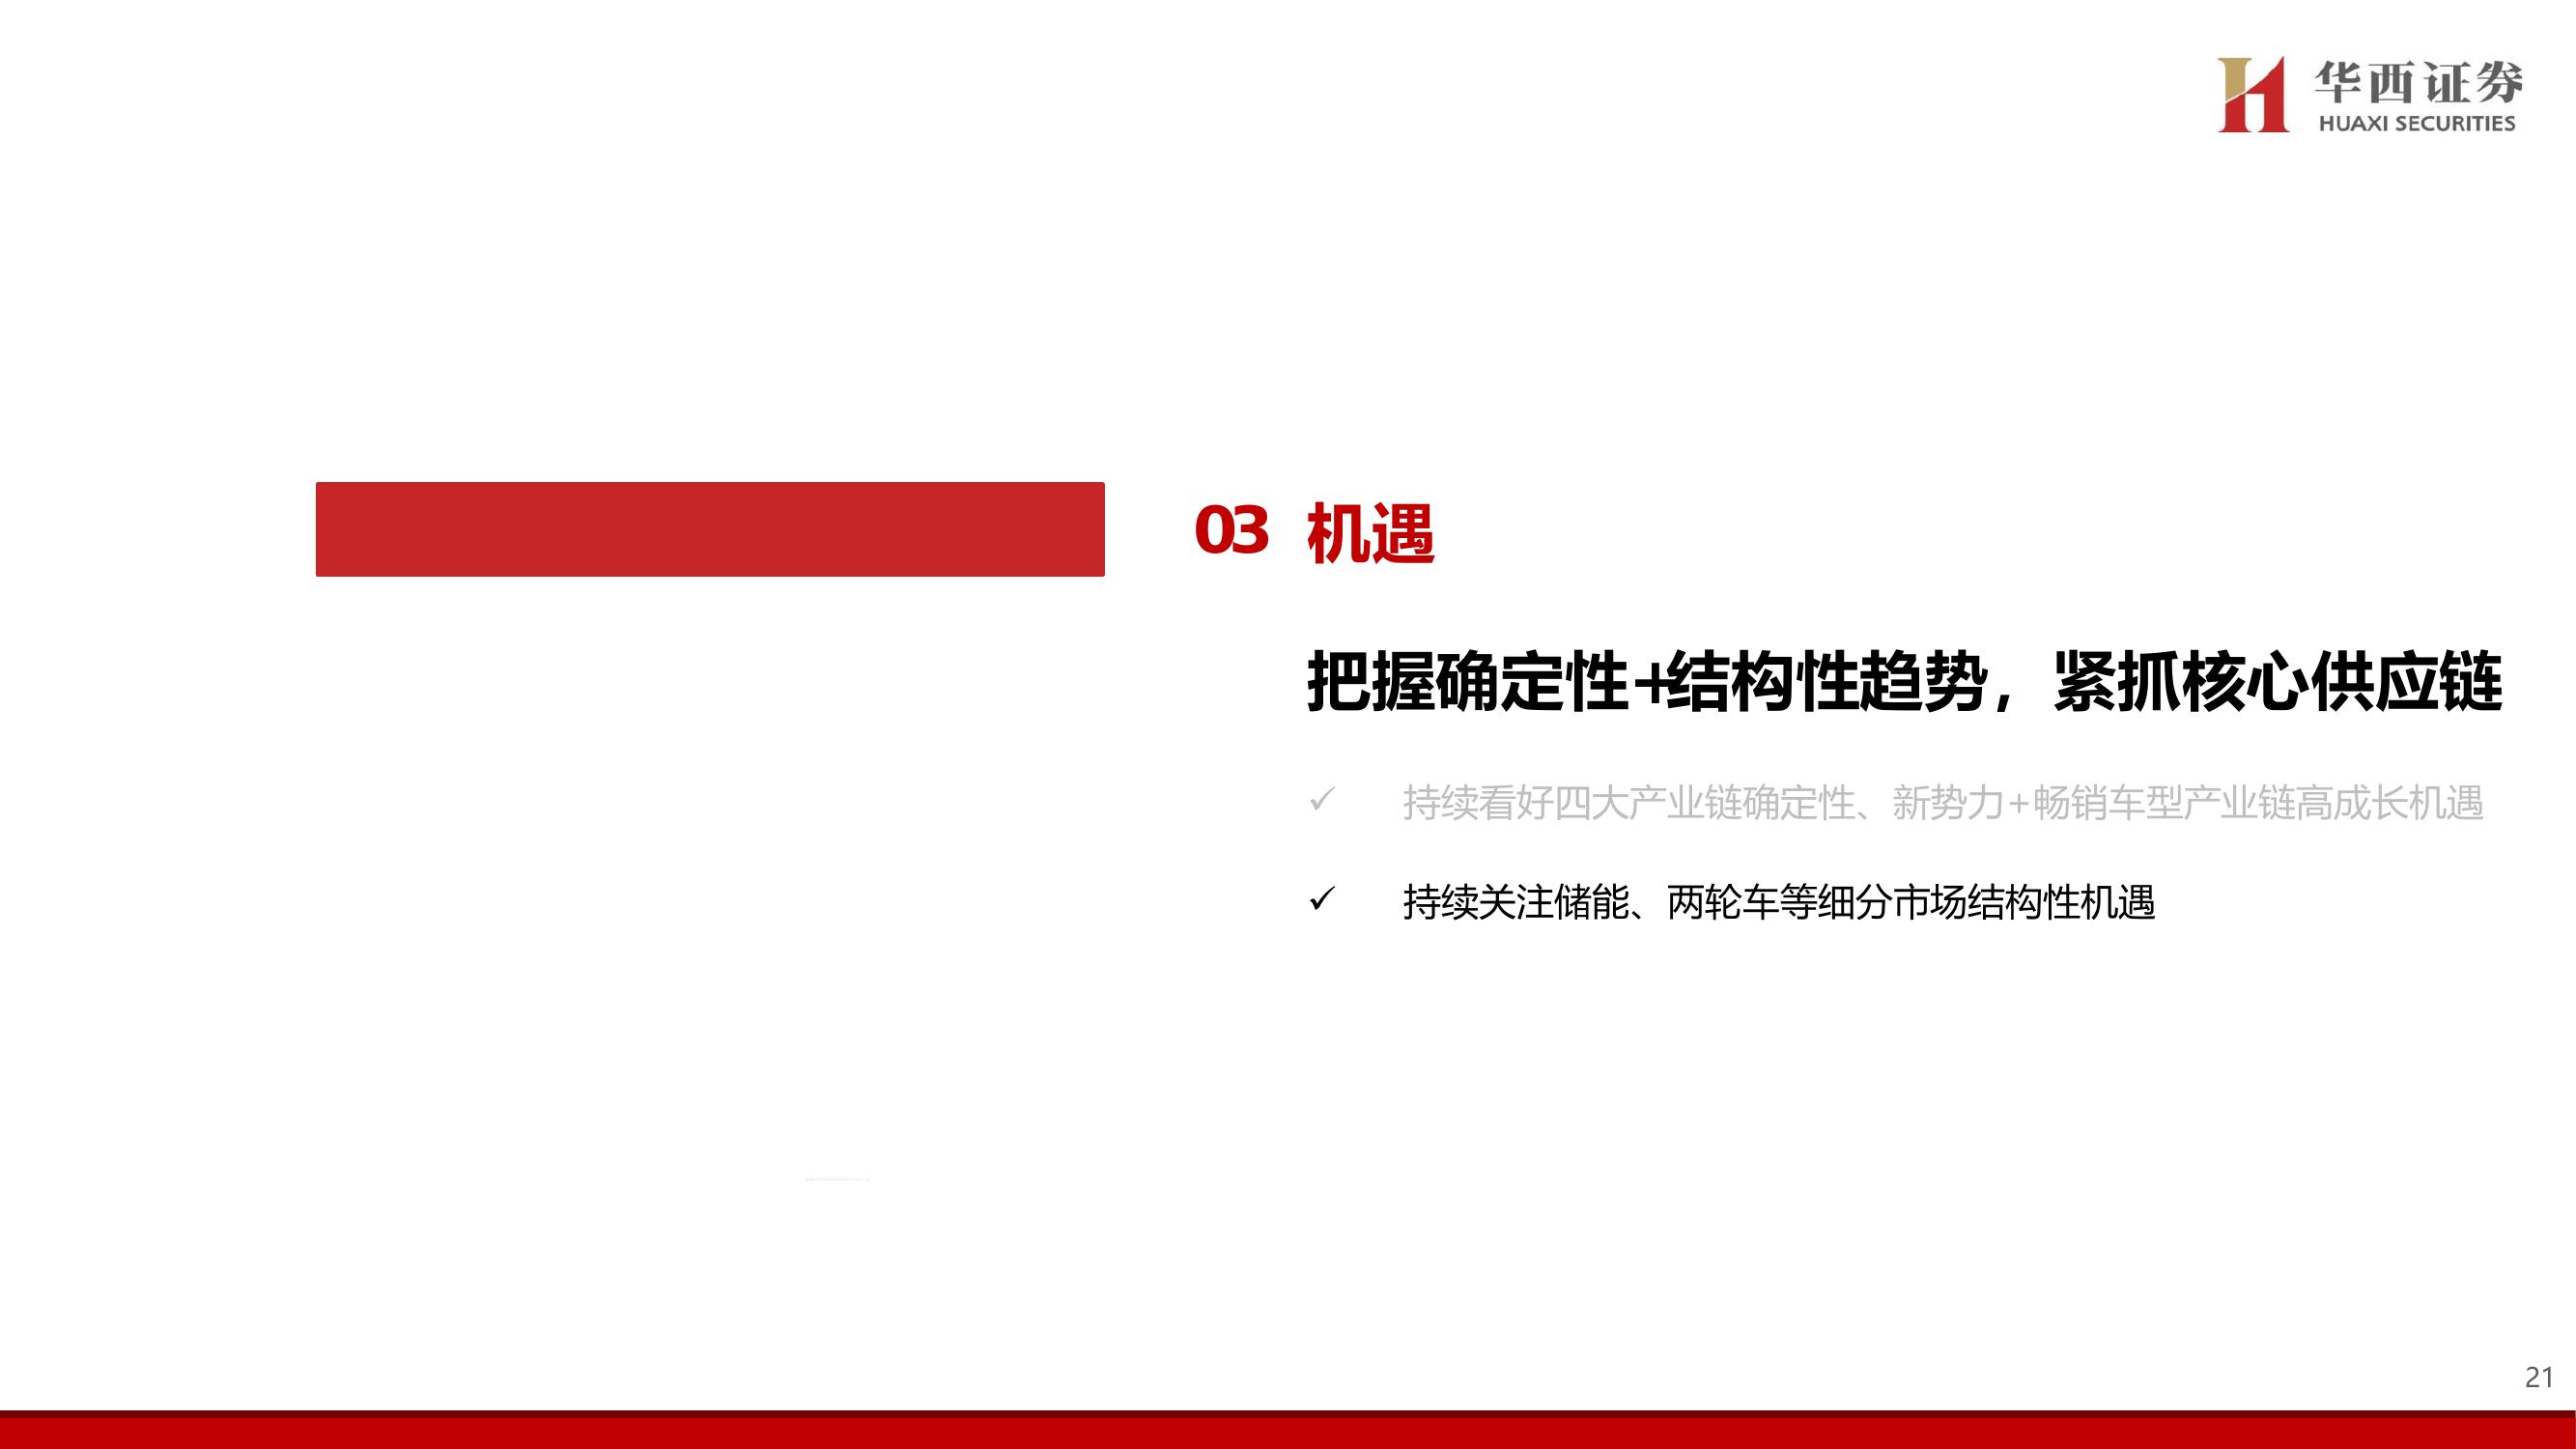 华西证券
HUAXI SECURITIES
03 机遇
把握确定性+结构性趋势，紧抓核心供应链
✓ 持续看好四大产业链确定性、新势力+畅销车型产业链高成长机遇
✓ 持续关注储能、两轮车等细分市场结构性机遇
21